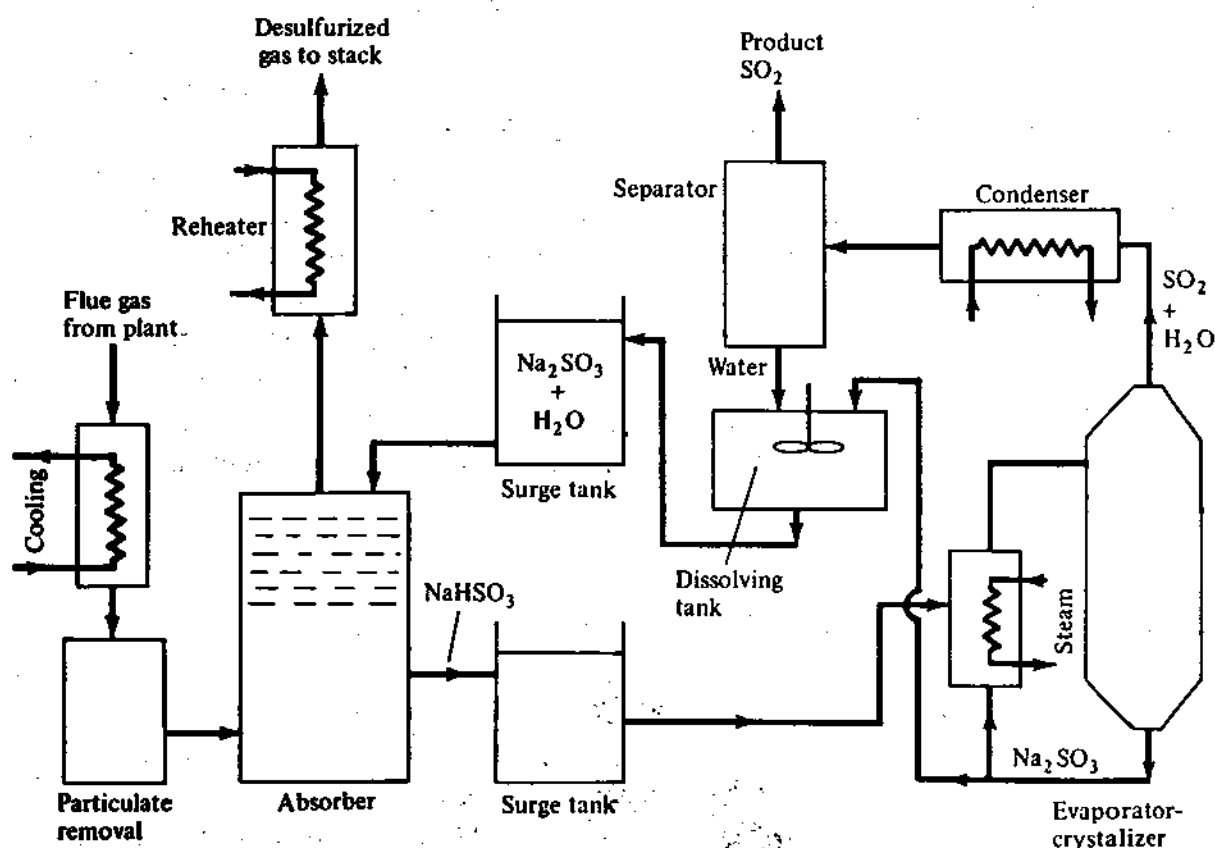 Desulfurized
gas to stack
Product
SO₂
Separator
Condenser
Reheater
SO₂
+
H₂O
Flue gas
from plant
Na₂SO₃
+
H₂O
Water
Cooling
Surge tank
Dissolving
tank
NaHSO₃
Steam
Na₂SO₃
Particulate
removal
Absorber
Surge tank
Evaporator-
crystalizer